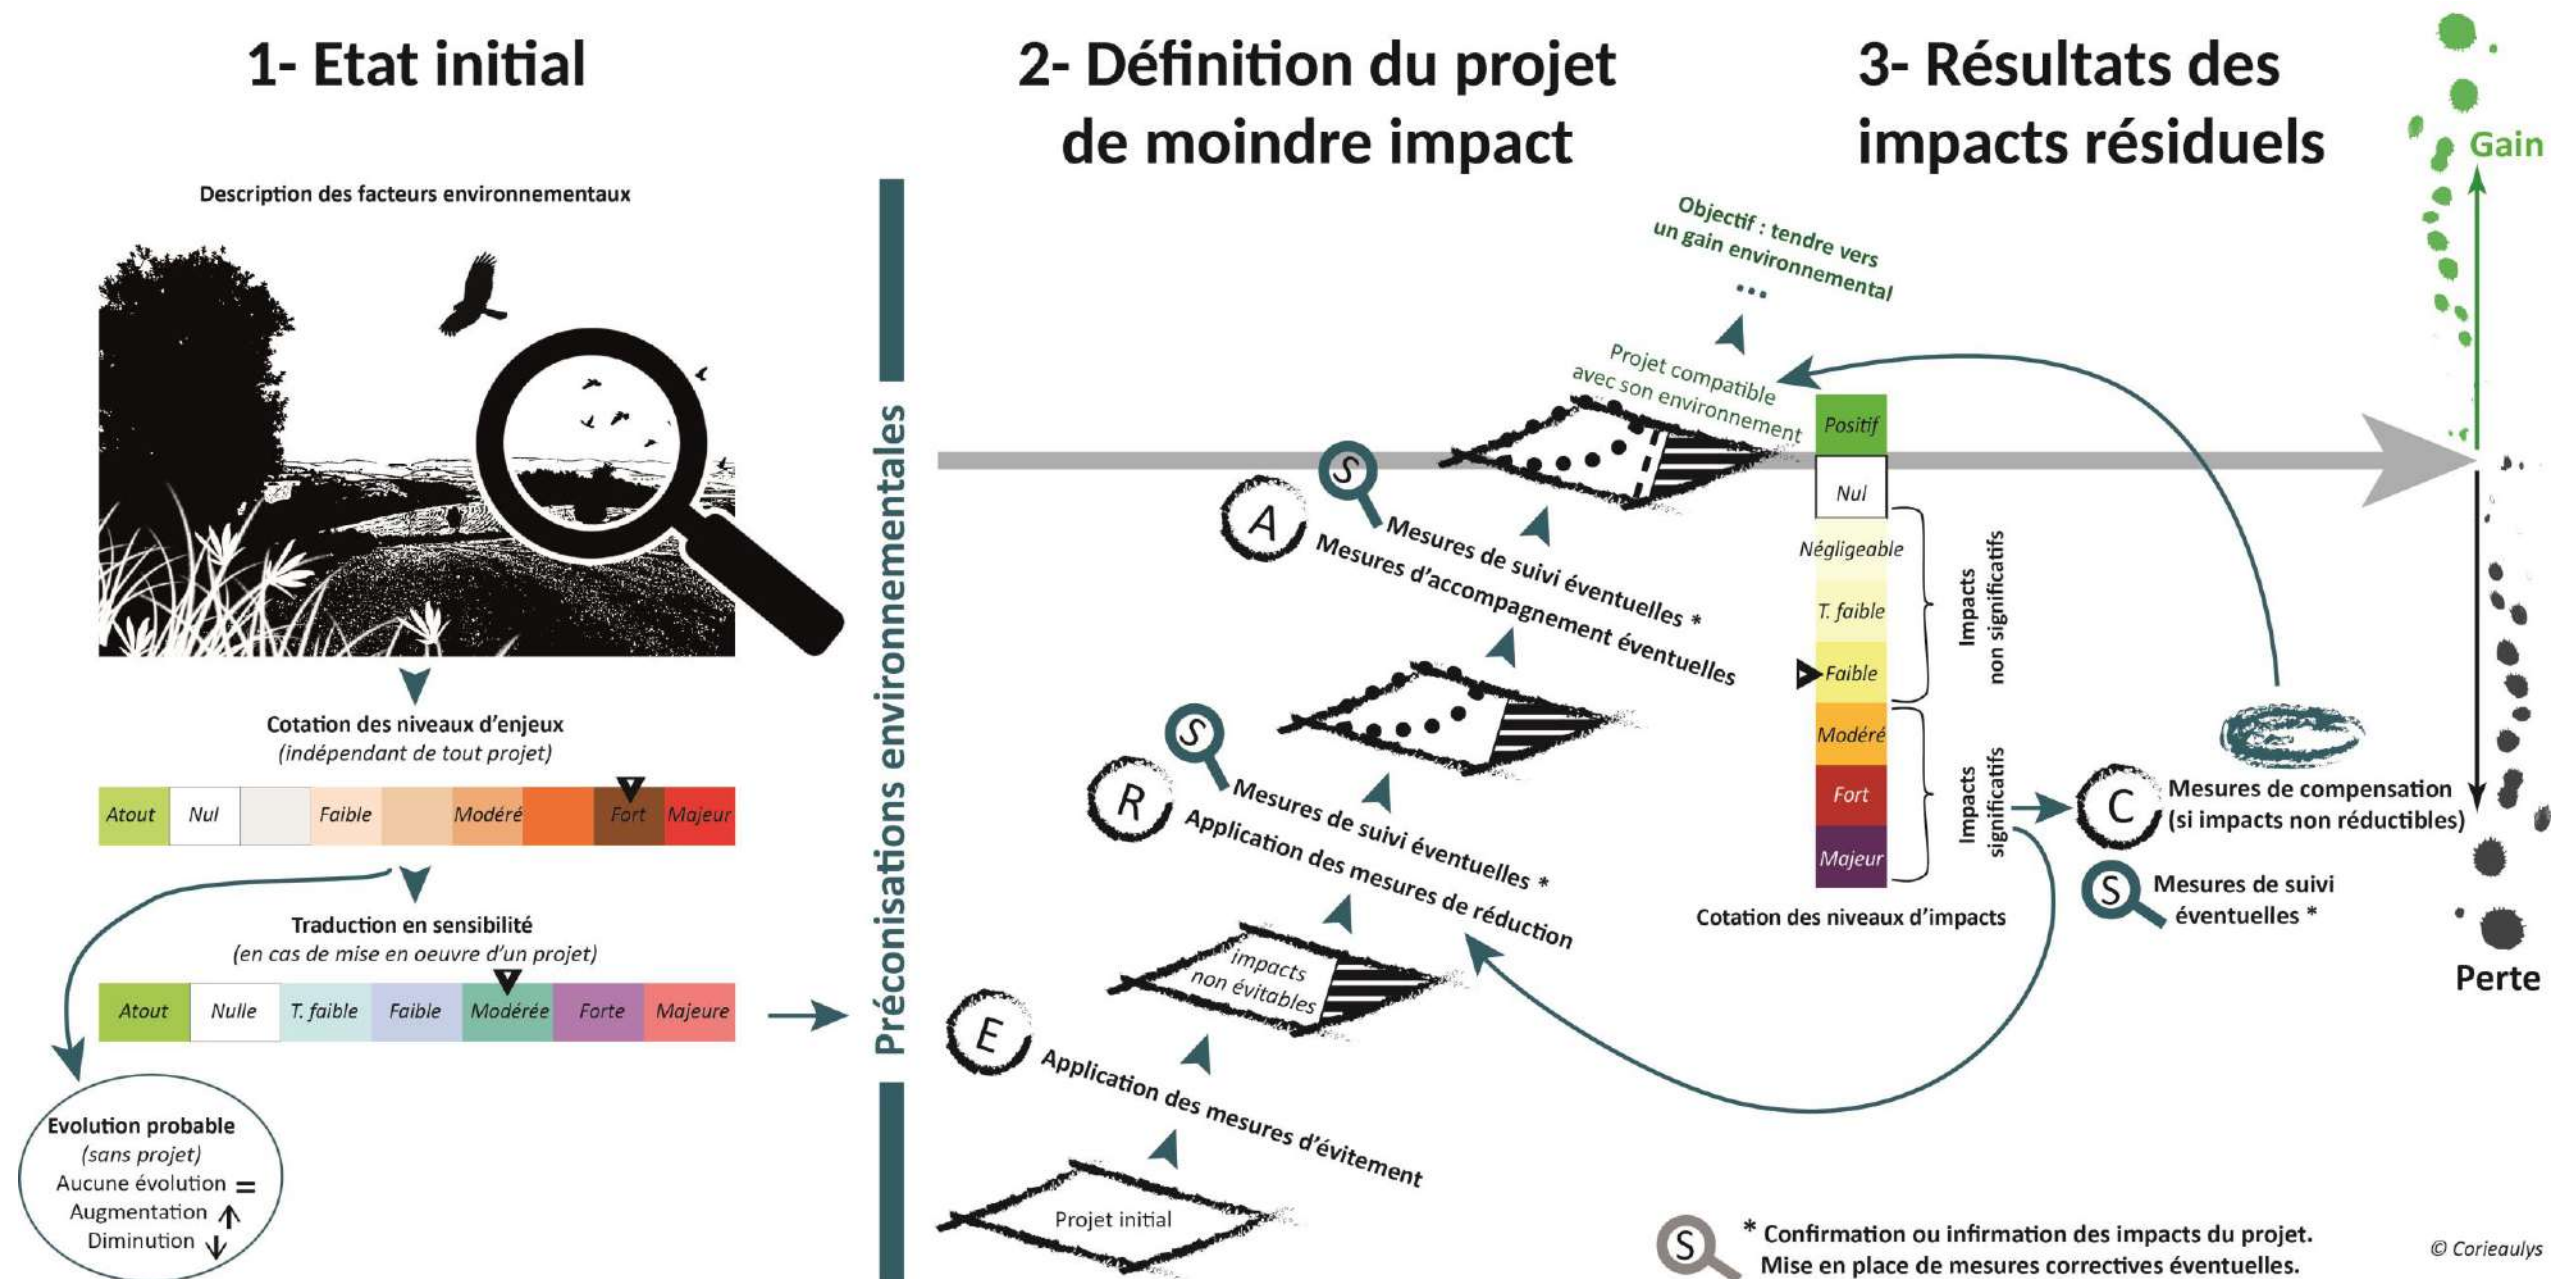 1- Etat initial
Description des facteurs environnementaux
Cotation des niveaux d'enjeux
(indépendant de tout projet)
Atout Nul Faible Modéré Fort Majeur
Traduction en sensibilité
(en cas de mise en oeuvre d'un projet)
Atout Nulle T. faible Faible Modérée Forte Majeure
Evolution probable
(sans projet)
Aucune évolution =
Augmentation ↑
Diminution ↓
Préconisations environnementales
2- Définition du projet
de moindre impact
Objectif : tendre vers
un gain environnemental
...
Projet compatible
avec son environnement
S
A
Mesures de suivi éventuelles *
Mesures d'accompagnement éventuelles
S
R
Mesures de suivi éventuelles *
Application des mesures de réduction
impacts
non évitables
E
Application des mesures d'évitement
Projet initial
3- Résultats des
impacts résiduels
Positif
Nul
Négligeable
T. faible
Faible
Modéré
Fort
Majeur
Impacts
non significatifs
Impacts
significatifs
Cotation des niveaux d'impacts
C
Mesures de compensation
(si impacts non réductibles)
S
Mesures de suivi
éventuelles *
Gain
Perte
S
* Confirmation ou infirmation des impacts du projet.
Mise en place de mesures correctives éventuelles.
© Corieaulys